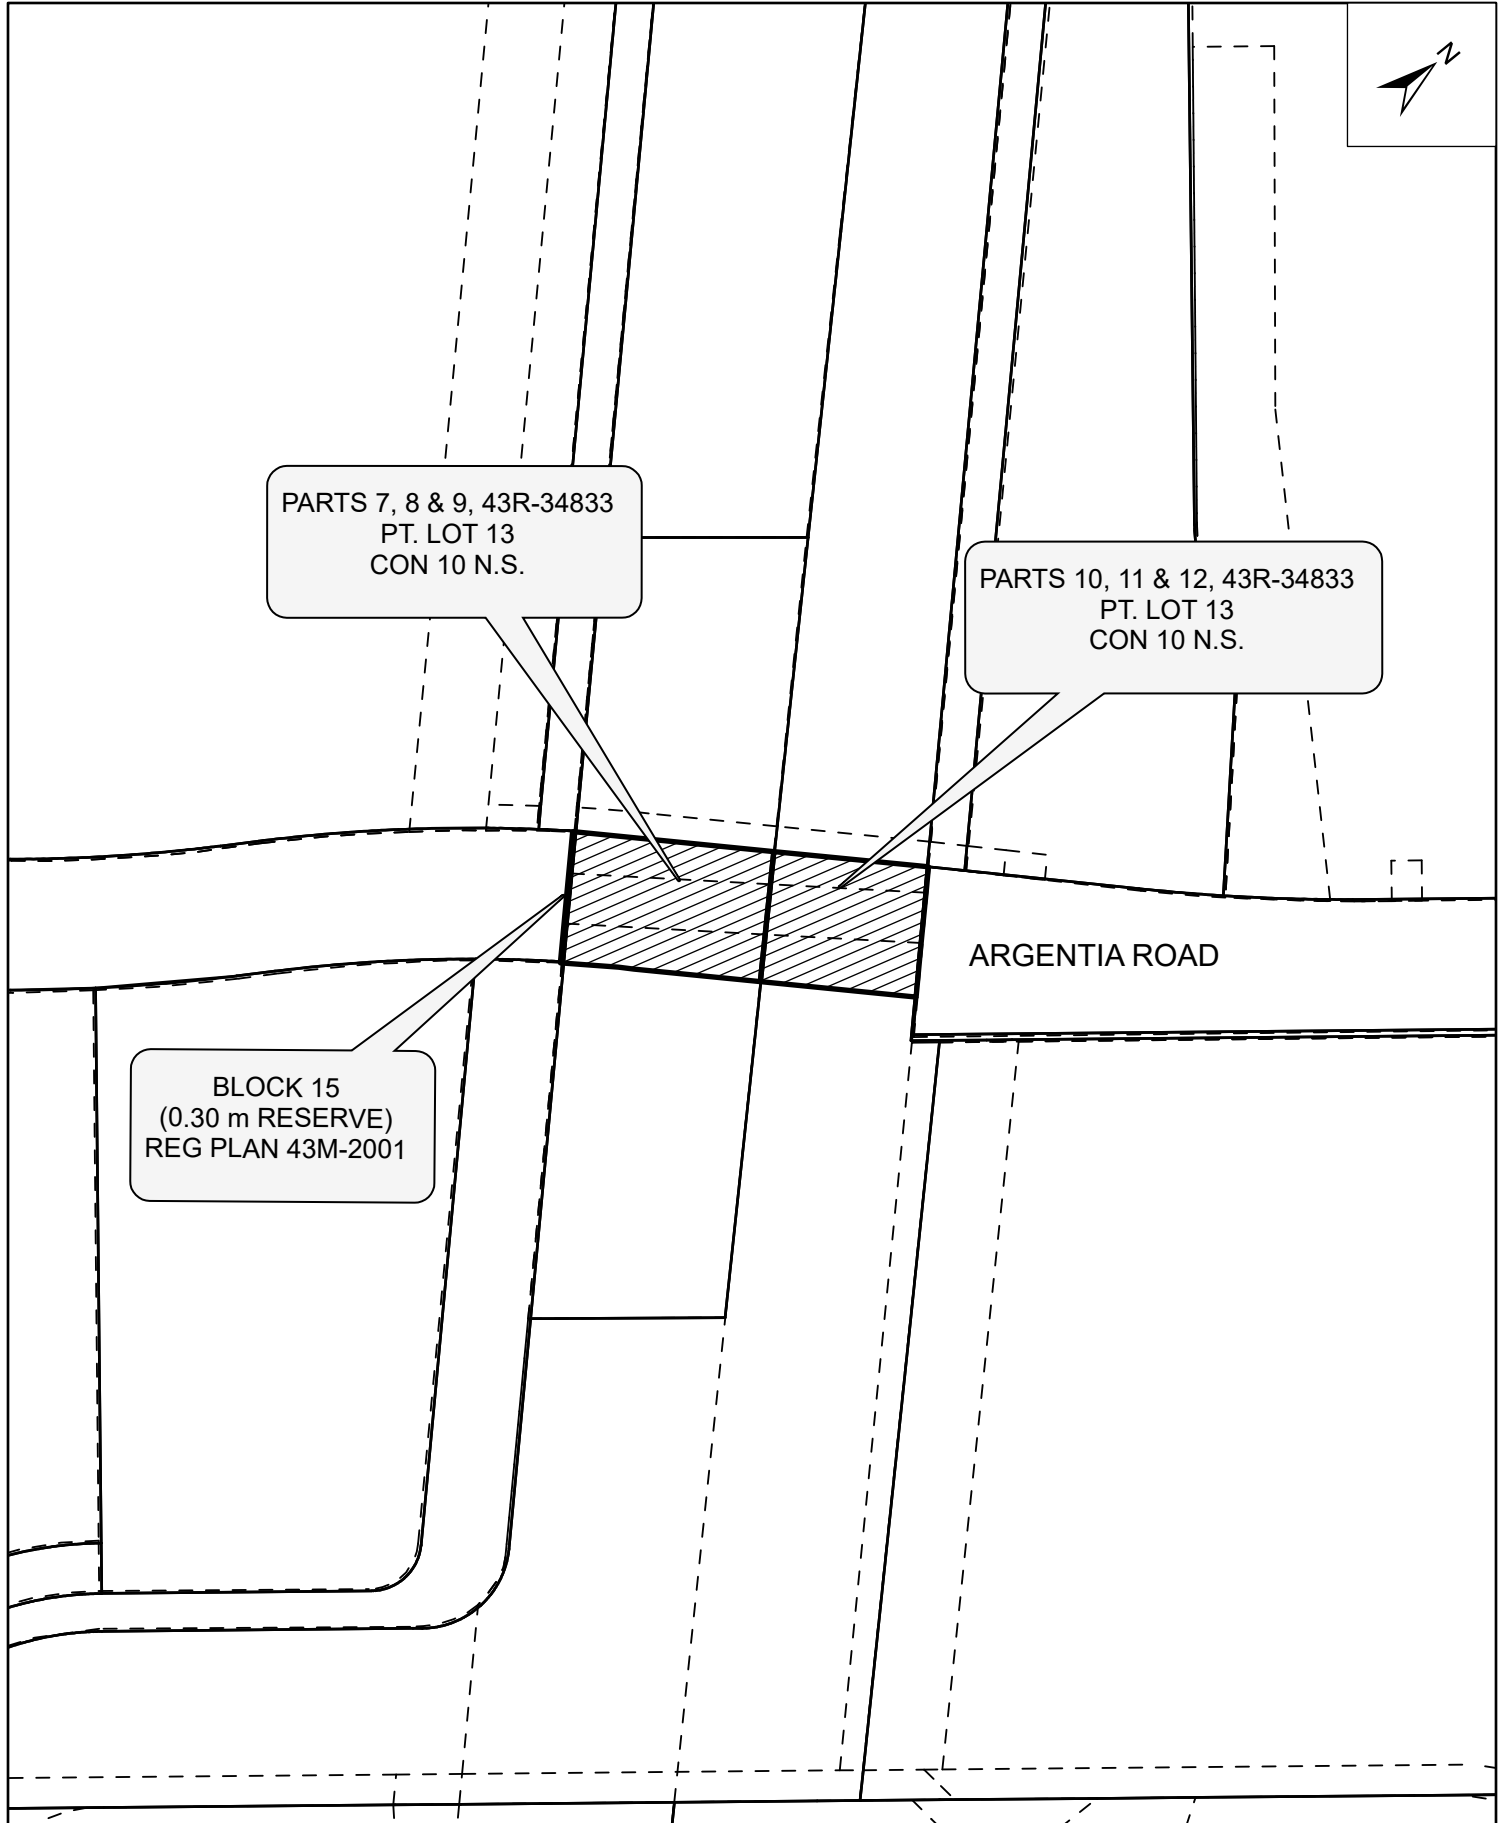 N
PARTS 7, 8 & 9, 43R-34833
PT. LOT 13
CON 10 N.S.
PARTS 10, 11 & 12, 43R-34833
PT. LOT 13
CON 10 N.S.
ARGENTIA ROAD
BLOCK 15
(0.30 m RESERVE)
REG PLAN 43M-2001